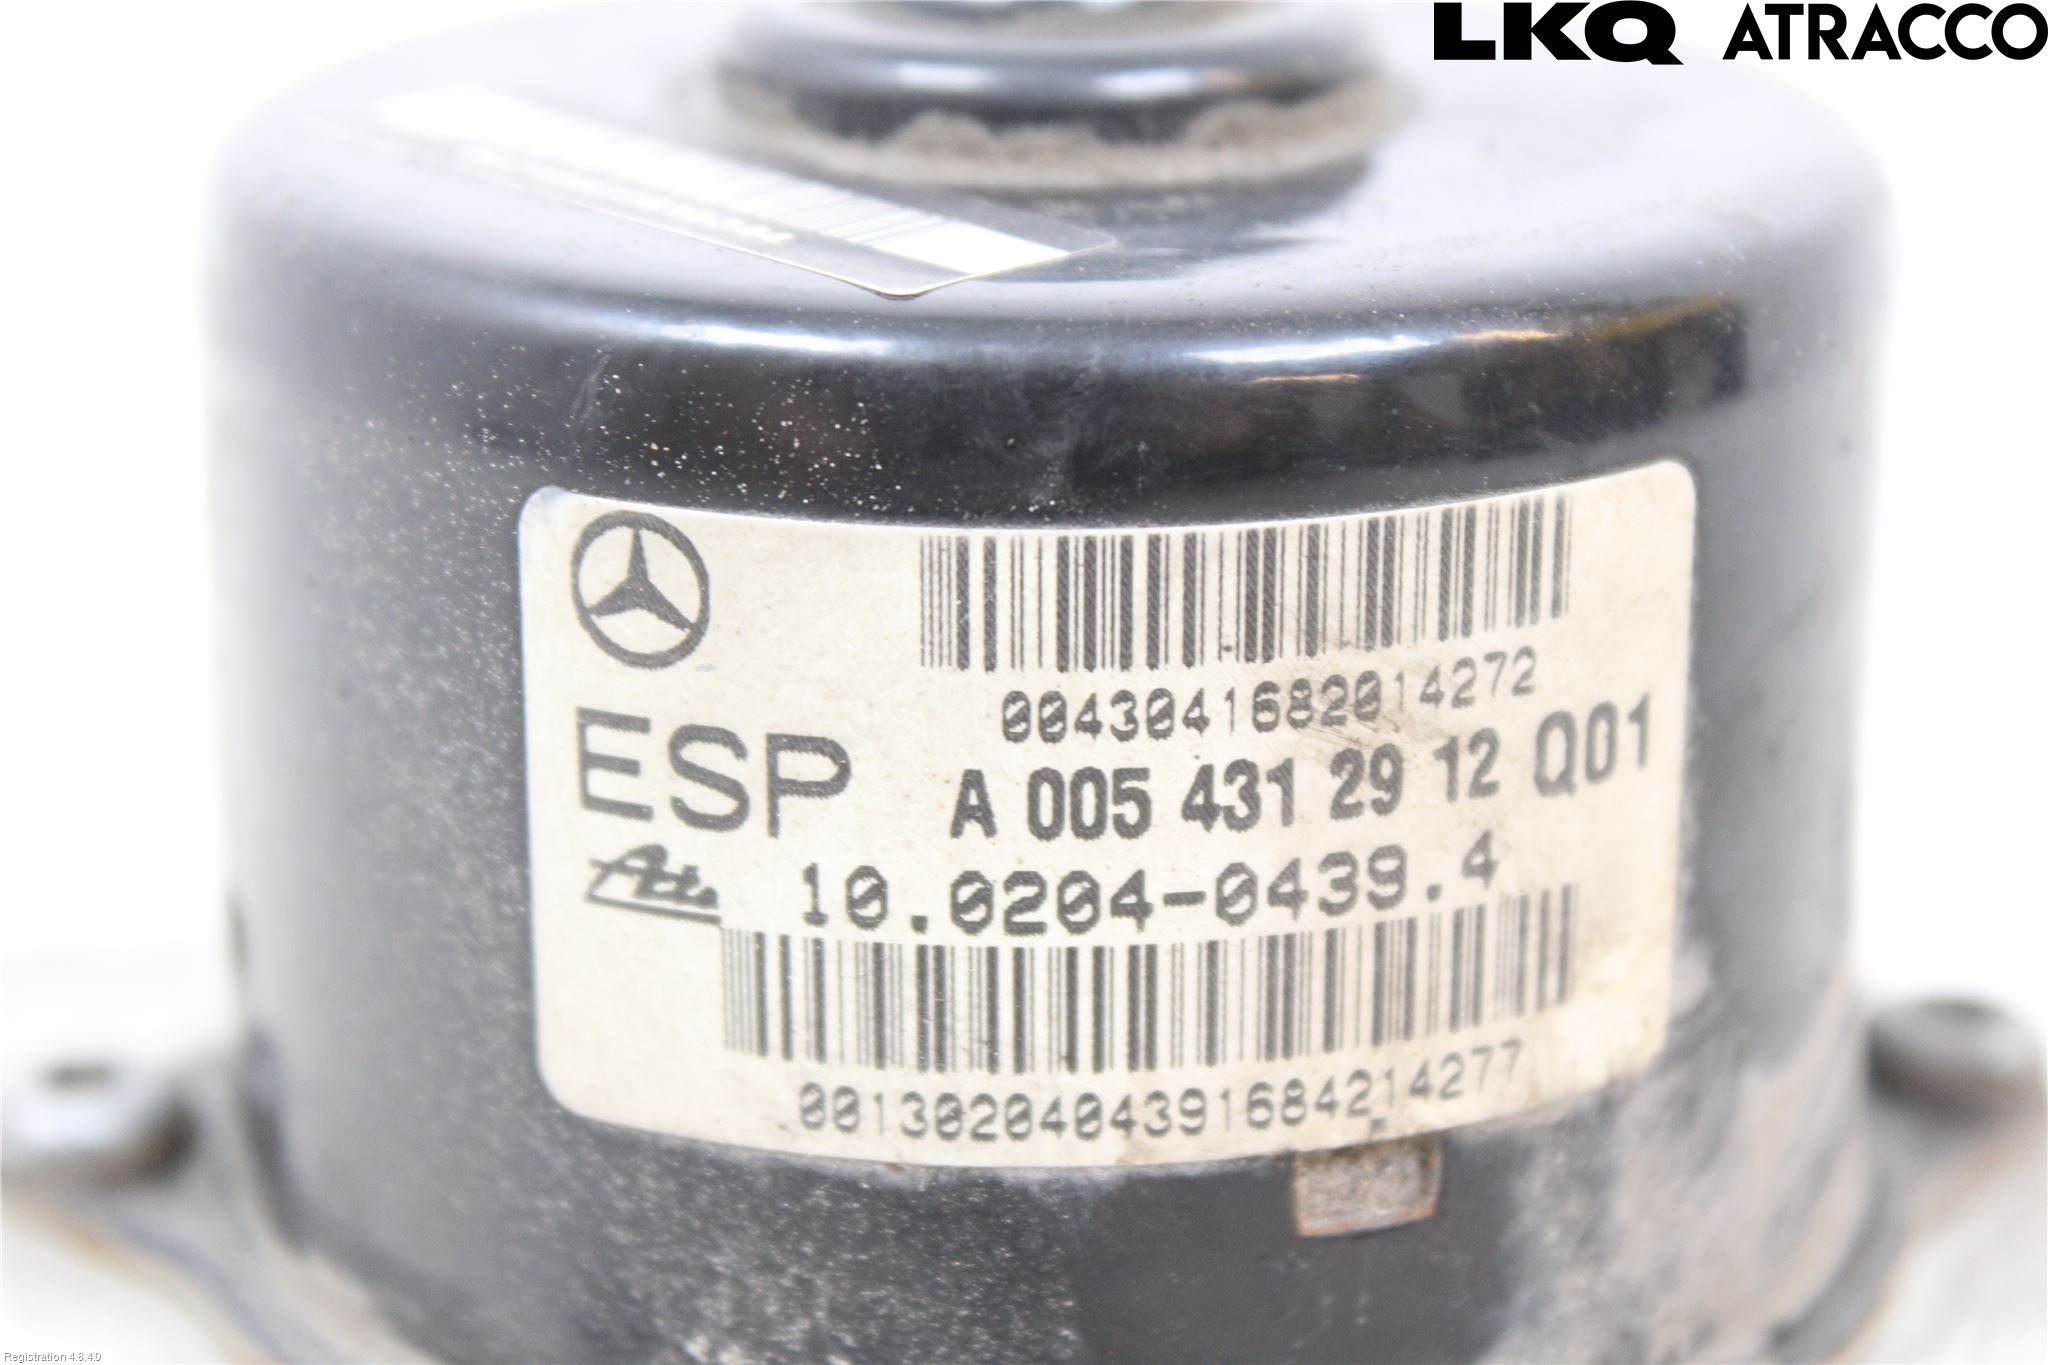 LKQ ATRACCO
0043041682014272
ESP A 005 431 29 12 Q01
Ate 10.0204-0439.4
0013020404391684214277
Registration 4.8.4.0